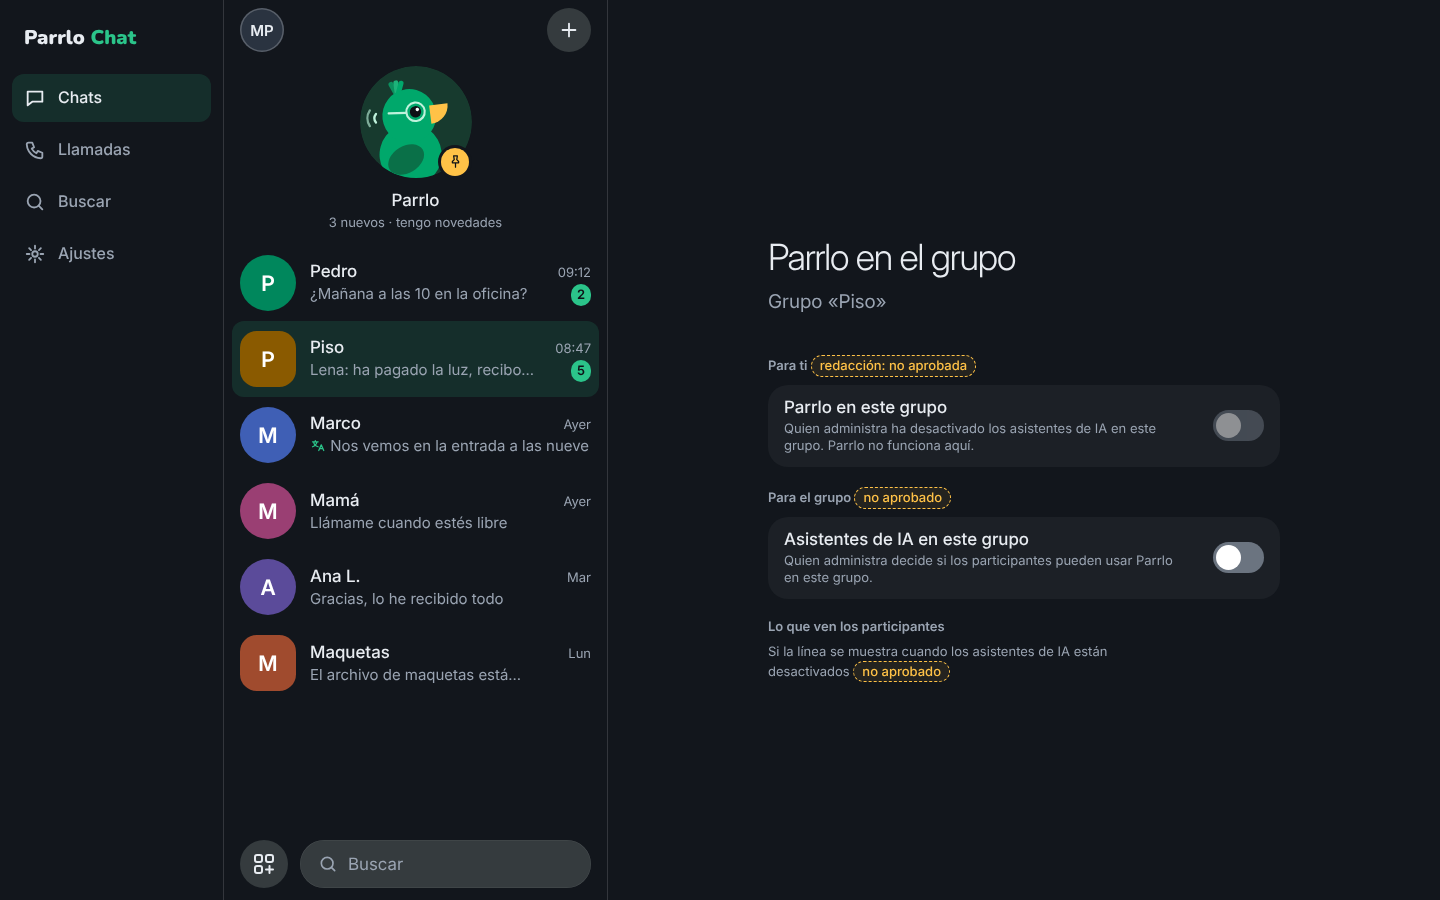 Parrlo Chat
Chats
Llamadas
Buscar
Ajustes
MP
Parrlo
3 nuevos · tengo novedades
P
Pedro
09:12
¿Mañana a las 10 en la oficina?
2
P
Piso
08:47
Lena: ha pagado la luz, recibo...
5
M
Marco
Ayer
Nos vemos en la entrada a las nueve
M
Mamá
Ayer
Llámame cuando estés libre
A
Ana L.
Mar
Gracias, lo he recibido todo
M
Maquetas
Lun
El archivo de maquetas está...
Buscar
Parrlo en el grupo
Grupo «Piso»
Para ti redacción: no aprobada
Parrlo en este grupo
Quien administra ha desactivado los asistentes de IA en este
grupo. Parrlo no funciona aquí.
Para el grupo no aprobado
Asistentes de IA en este grupo
Quien administra decide si los participantes pueden usar Parrlo
en este grupo.
Lo que ven los participantes
Si la línea se muestra cuando los asistentes de IA están
desactivados no aprobado